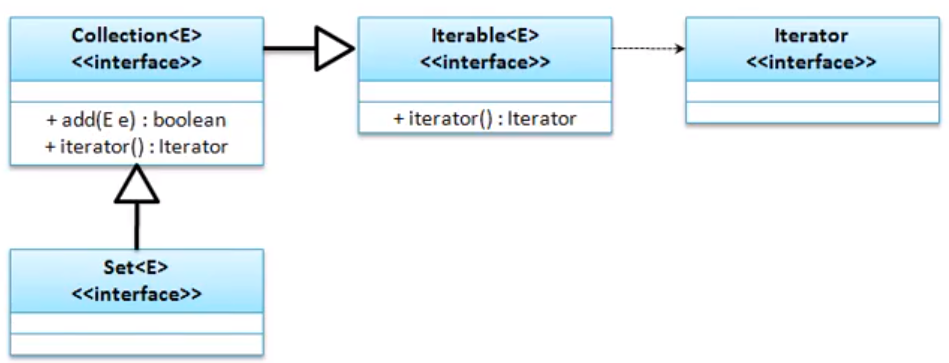 Collection<E>
<<interface>>
+ add(E e) : boolean
+ iterator() : Iterator
Iterable<E>
<<interface>>
+ iterator() : Iterator
Iterator
<<interface>>
Set<E>
<<interface>>